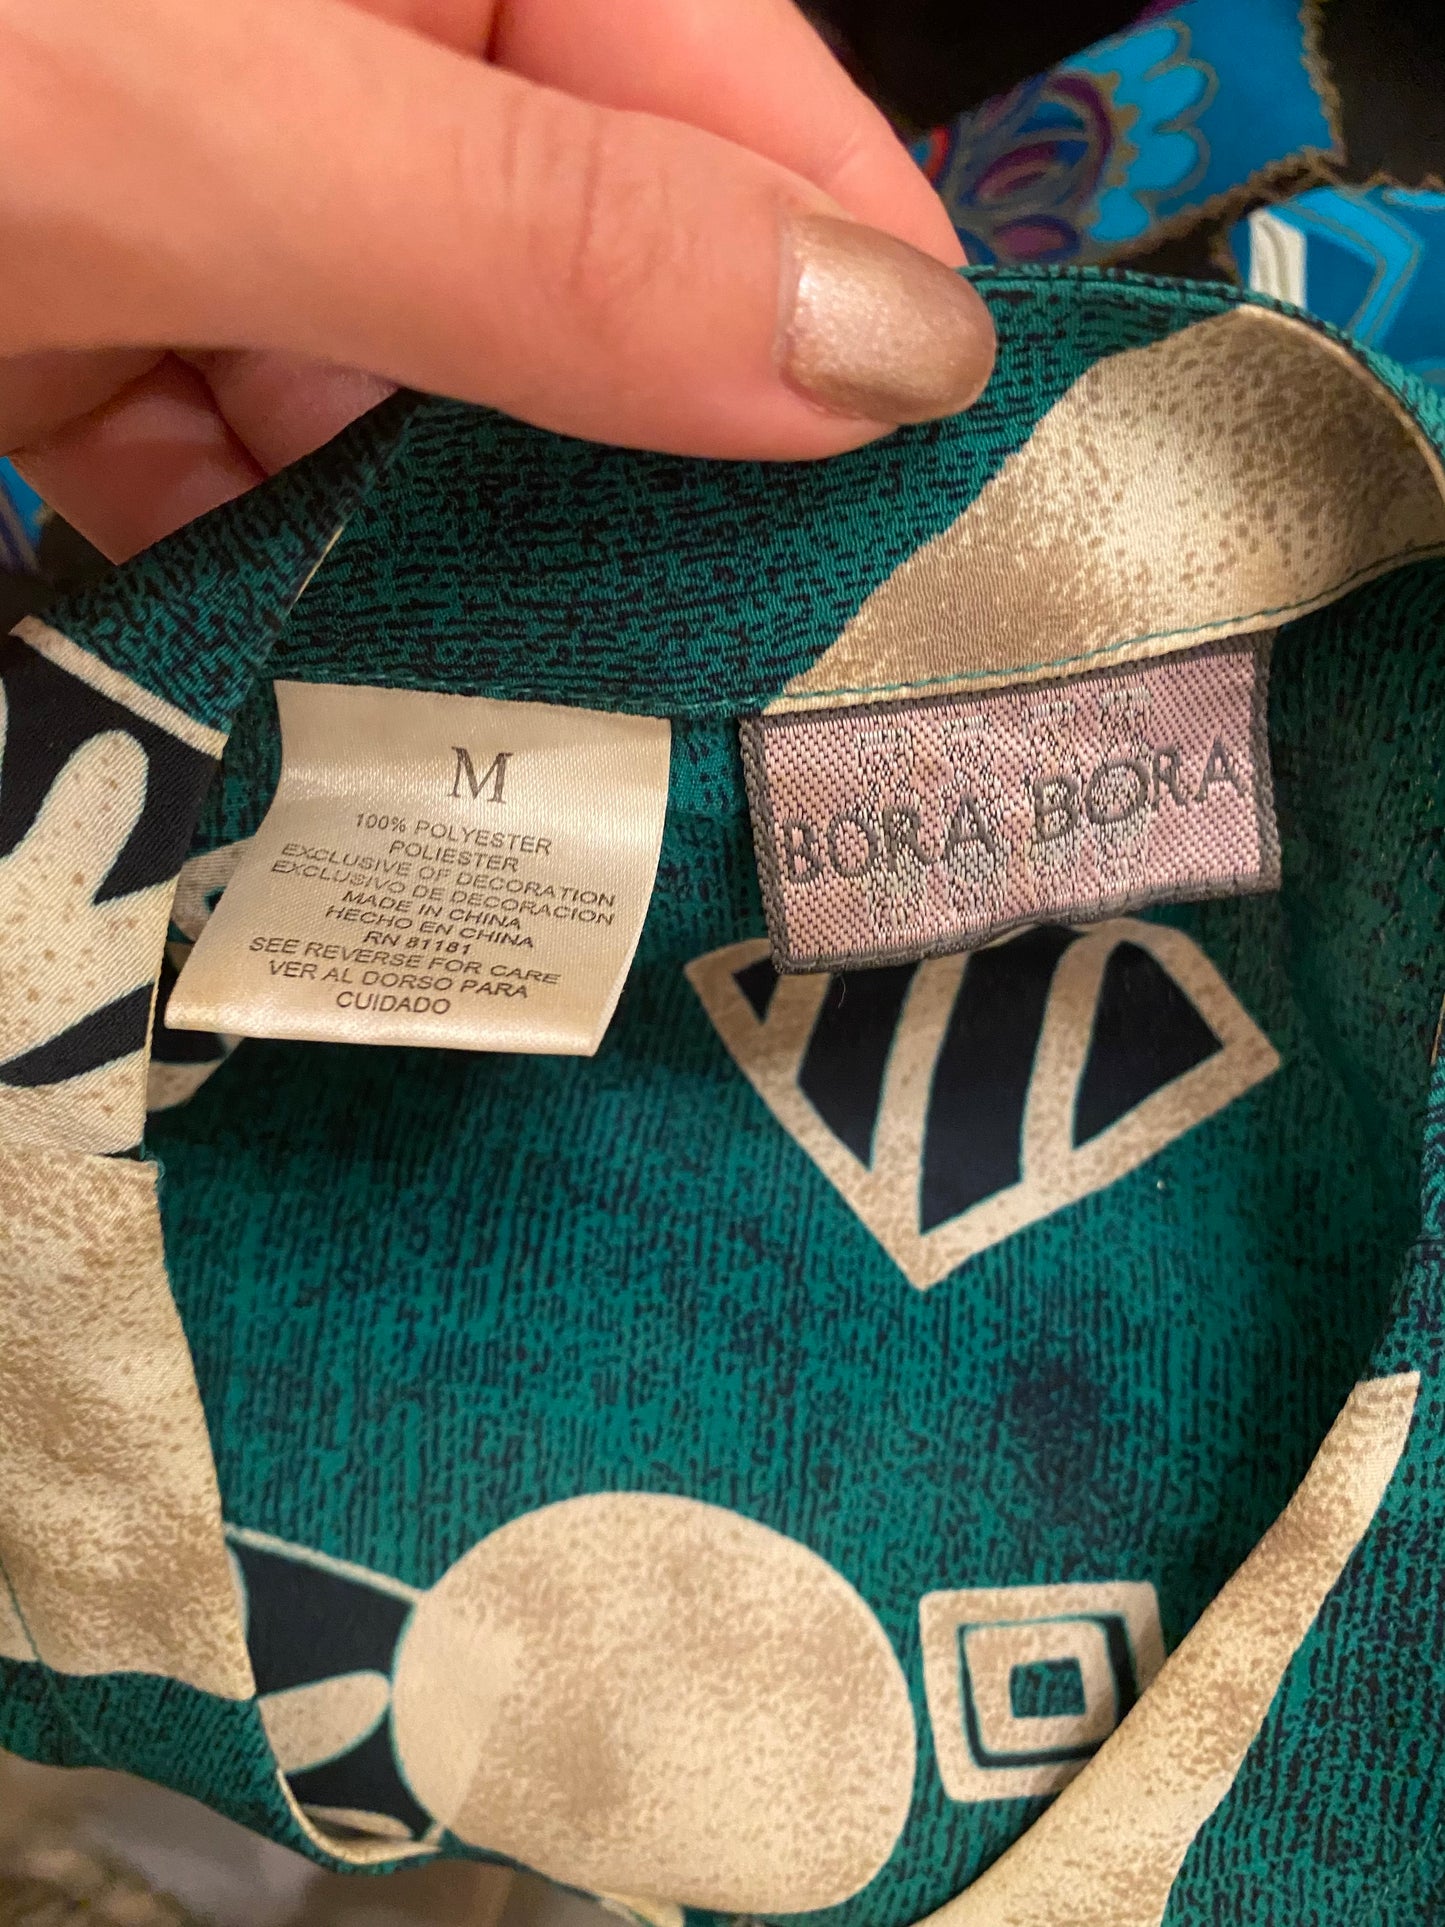 M
100% POLYESTER
POLIESTER
EXCLUSIVE OF DECORATION
EXCLUSIVO DE DECORACION
MADE IN CHINA
HECHO EN CHINA
RN 81181
SEE REVERSE FOR CARE
VER AL DORSO PARA
CUIDADO
BORA BORA